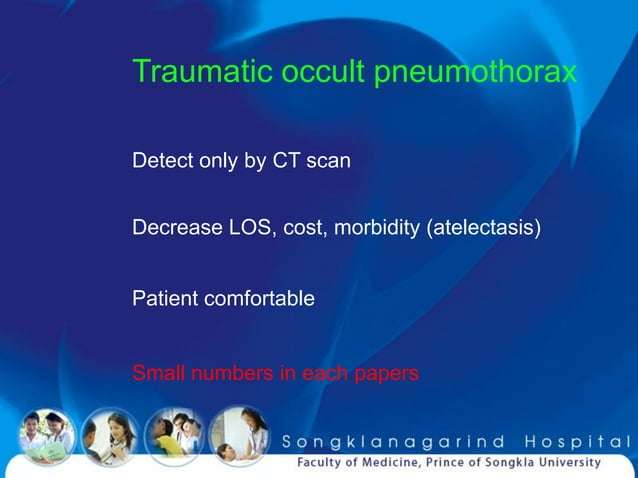 Traumatic occult pneumothorax
Detect only by CT scan
Decrease LOS, cost, morbidity (atelectasis)
Patient comfortable
Small numbers in each papers
Songklanagarind Hospital
Faculty of Medicine, Prince of Songkla University